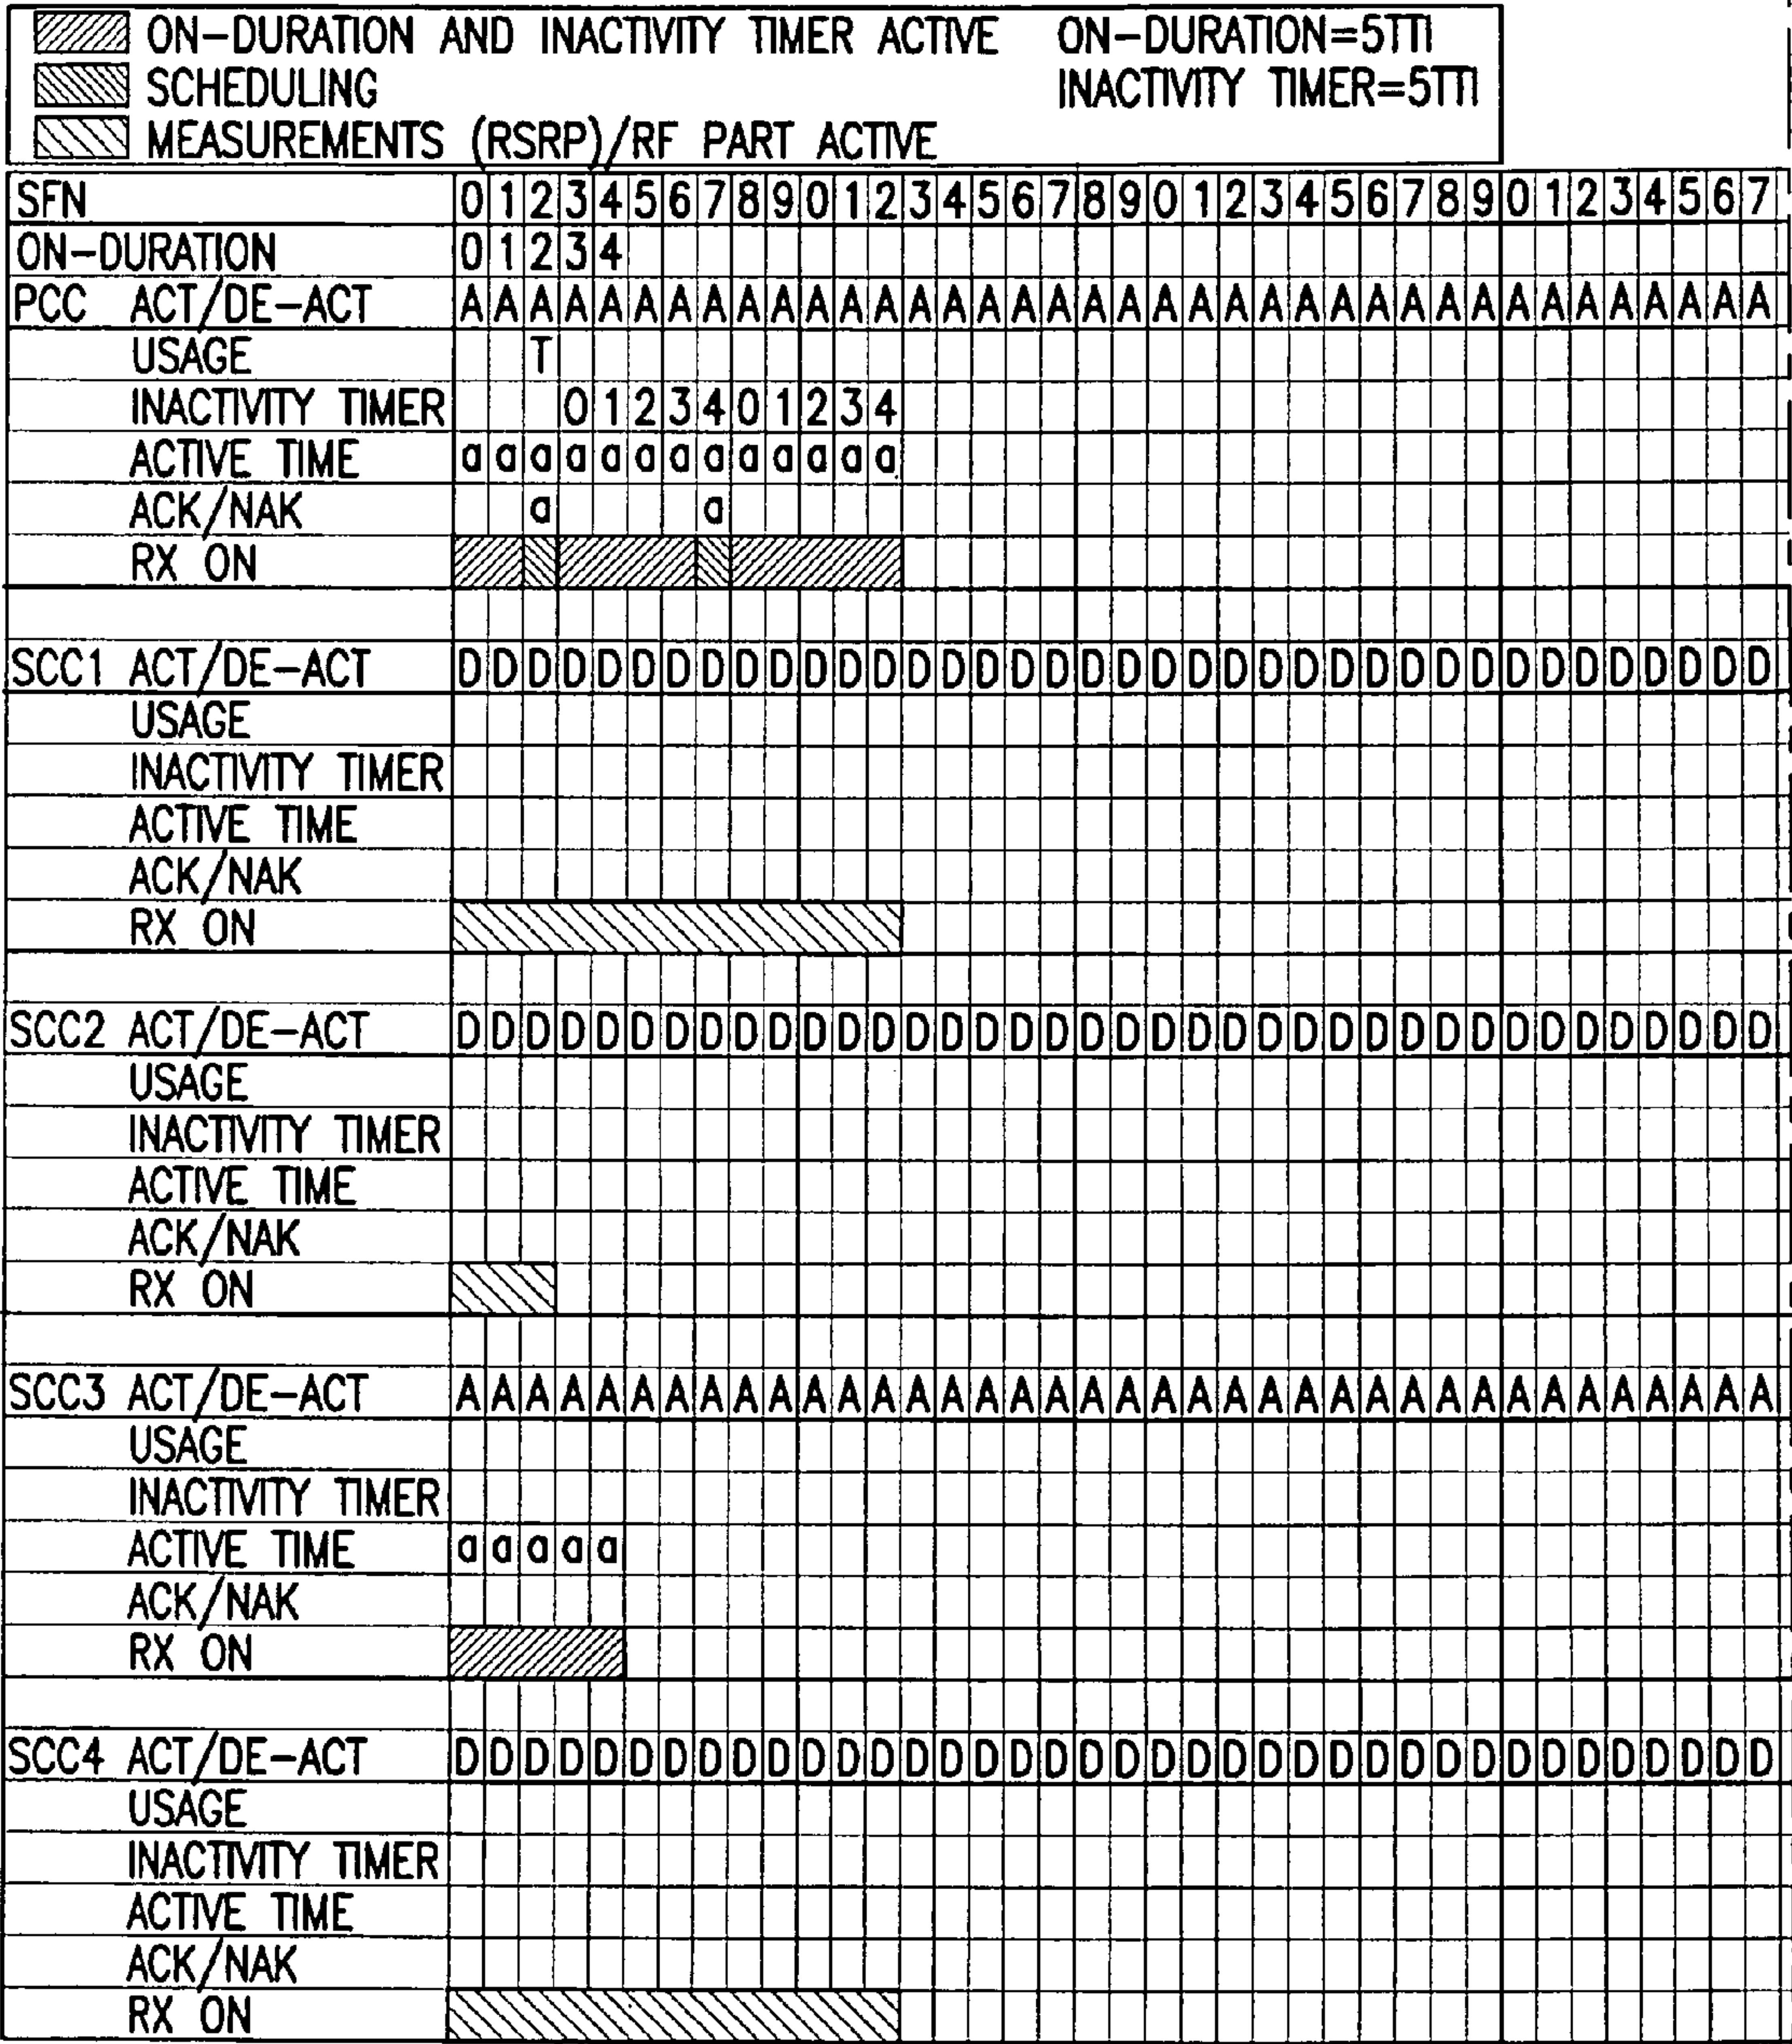 ON-DURATION AND INACTIVITY TIMER ACTIVE ON-DURATION=5TTI
SCHEDULING INACTIVITY TIMER=5TTI
MEASUREMENTS (RSRP)/RF PART ACTIVE
SFN 0 1 2 3 4 5 6 7 8 9 0 1 2 3 4 5 6 7 8 9 0 1 2 3 4 5 6 7 8 9 0 1 2 3 4 5 6 7
ON-DURATION 0 1 2 3 4
PCC ACT/DE-ACT A A A A A A A A A A A A A A A A A A A A A A A A A A A A A A A A A A A A A A
USAGE T
INACTIVITY TIMER 0 1 2 3 4 0 1 2 3 4
ACTIVE TIME a a a a a a a a a a a a a
ACK/NAK a a
RX ON
SCC1 ACT/DE-ACT D D D D D D D D D D D D D D D D D D D D D D D D D D D D D D D D D D D D D D
USAGE
INACTIVITY TIMER
ACTIVE TIME
ACK/NAK
RX ON
SCC2 ACT/DE-ACT D D D D D D D D D D D D D D D D D D D D D D D D D D D D D D D D D D D D D D
USAGE
INACTIVITY TIMER
ACTIVE TIME
ACK/NAK
RX ON
SCC3 ACT/DE-ACT A A A A A A A A A A A A A A A A A A A A A A A A A A A A A A A A A A A A A A
USAGE
INACTIVITY TIMER
ACTIVE TIME a a a a a
ACK/NAK
RX ON
SCC4 ACT/DE-ACT D D D D D D D D D D D D D D D D D D D D D D D D D D D D D D D D D D D D D D
USAGE
INACTIVITY TIMER
ACTIVE TIME
ACK/NAK
RX ON